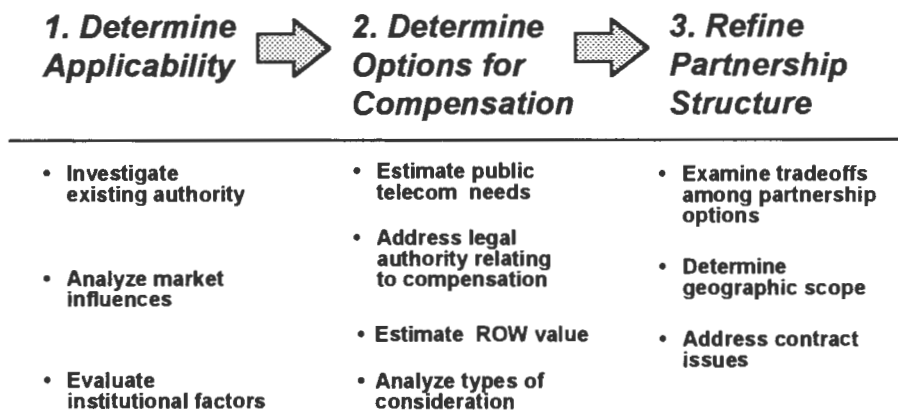 1. Determine
Applicability
2. Determine
Options for
Compensation
3. Refine
Partnership
Structure
• Investigate
existing authority
• Analyze market
influences
• Evaluate
institutional factors
• Estimate public
telecom needs
• Address legal
authority relating
to compensation
• Estimate ROW value
• Analyze types of
consideration
• Examine tradeoffs
among partnership
options
• Determine
geographic scope
• Address contract
issues